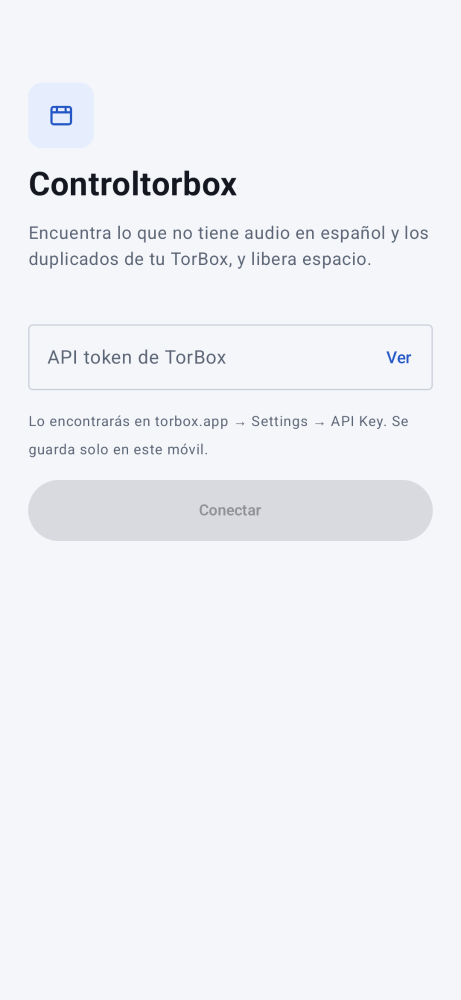 Controltorbox
Encuentra lo que no tiene audio en español y los
duplicados de tu TorBox, y libera espacio.
API token de TorBox
Ver
Lo encontrarás en torbox.app → Settings → API Key. Se
guarda solo en este móvil.
Conectar